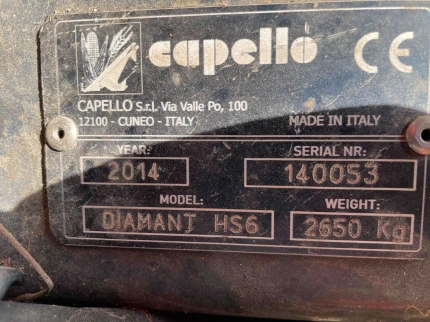 capello CE
CAPELLO S.r.l. Via Valle Po, 100
12100 - CUNEO - ITALY MADE IN ITALY
YEAR: SERIAL NR:
2014 140053
MODEL: WEIGHT:
DIAMANT HS6 2650 Kg